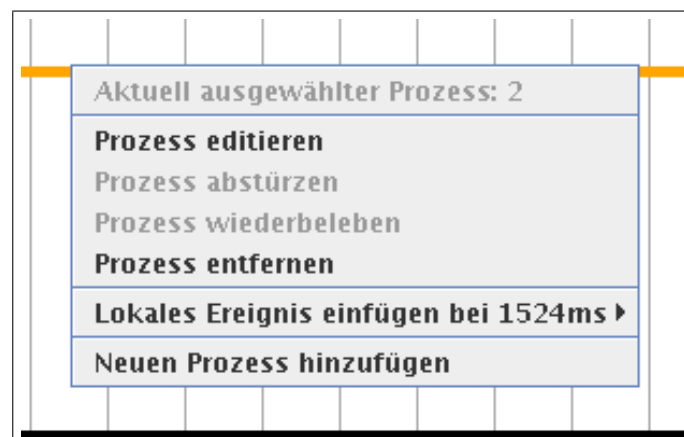 Aktuell ausgewählter Prozess: 2
Prozess editieren
Prozess abstürzen
Prozess wiederbeleben
Prozess entfernen
Lokales Ereignis einfügen bei 1524ms
Neuen Prozess hinzufügen